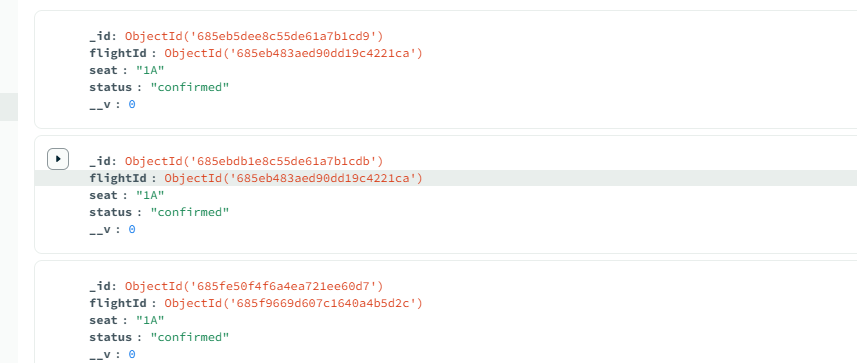 _id: ObjectId('685eb5dee8c55de61a7b1cd9')
flightId : ObjectId('685eb483aed90dd19c4221ca')
seat : "1A"
status : "confirmed"
__v : 0
_id: ObjectId('685ebdb1e8c55de61a7b1cdb')
flightId : ObjectId('685eb483aed90dd19c4221ca')
seat : "1A"
status : "confirmed"
__v : 0
_id: ObjectId('685fe50f4f6a4ea721ee60d7')
flightId : ObjectId('685f9669d607c1640a4b5d2c')
seat : "1A"
status : "confirmed"
__v : 0